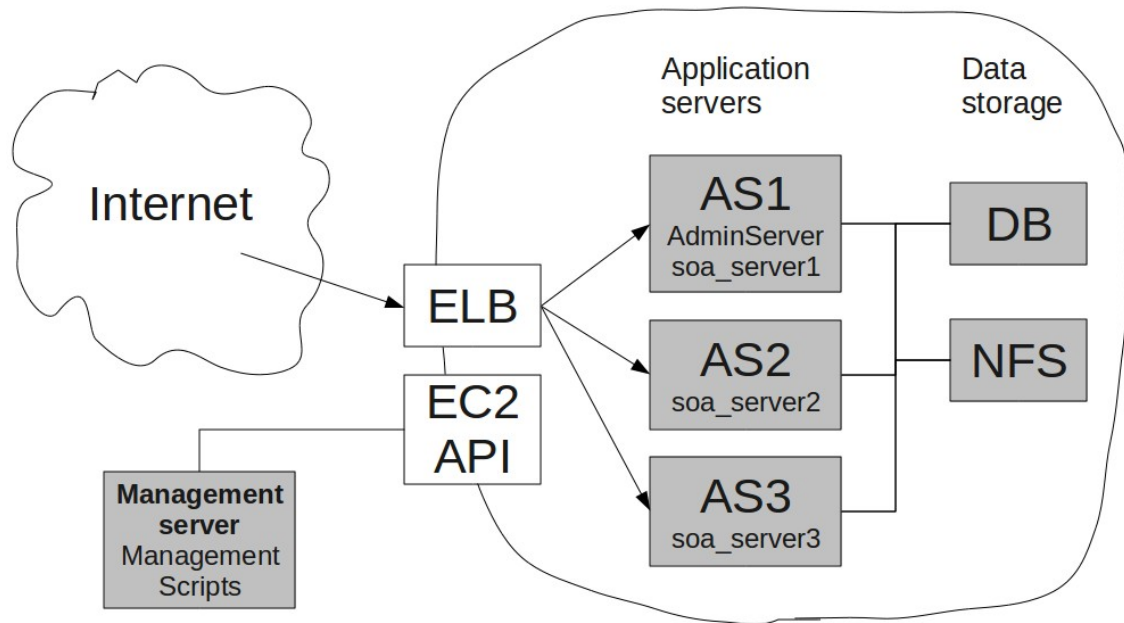 Internet
ELB
EC2
API
Management
server
Management
Scripts
Application
servers
AS1
AdminServer
soa_server1
AS2
soa_server2
AS3
soa_server3
Data
storage
DB
NFS